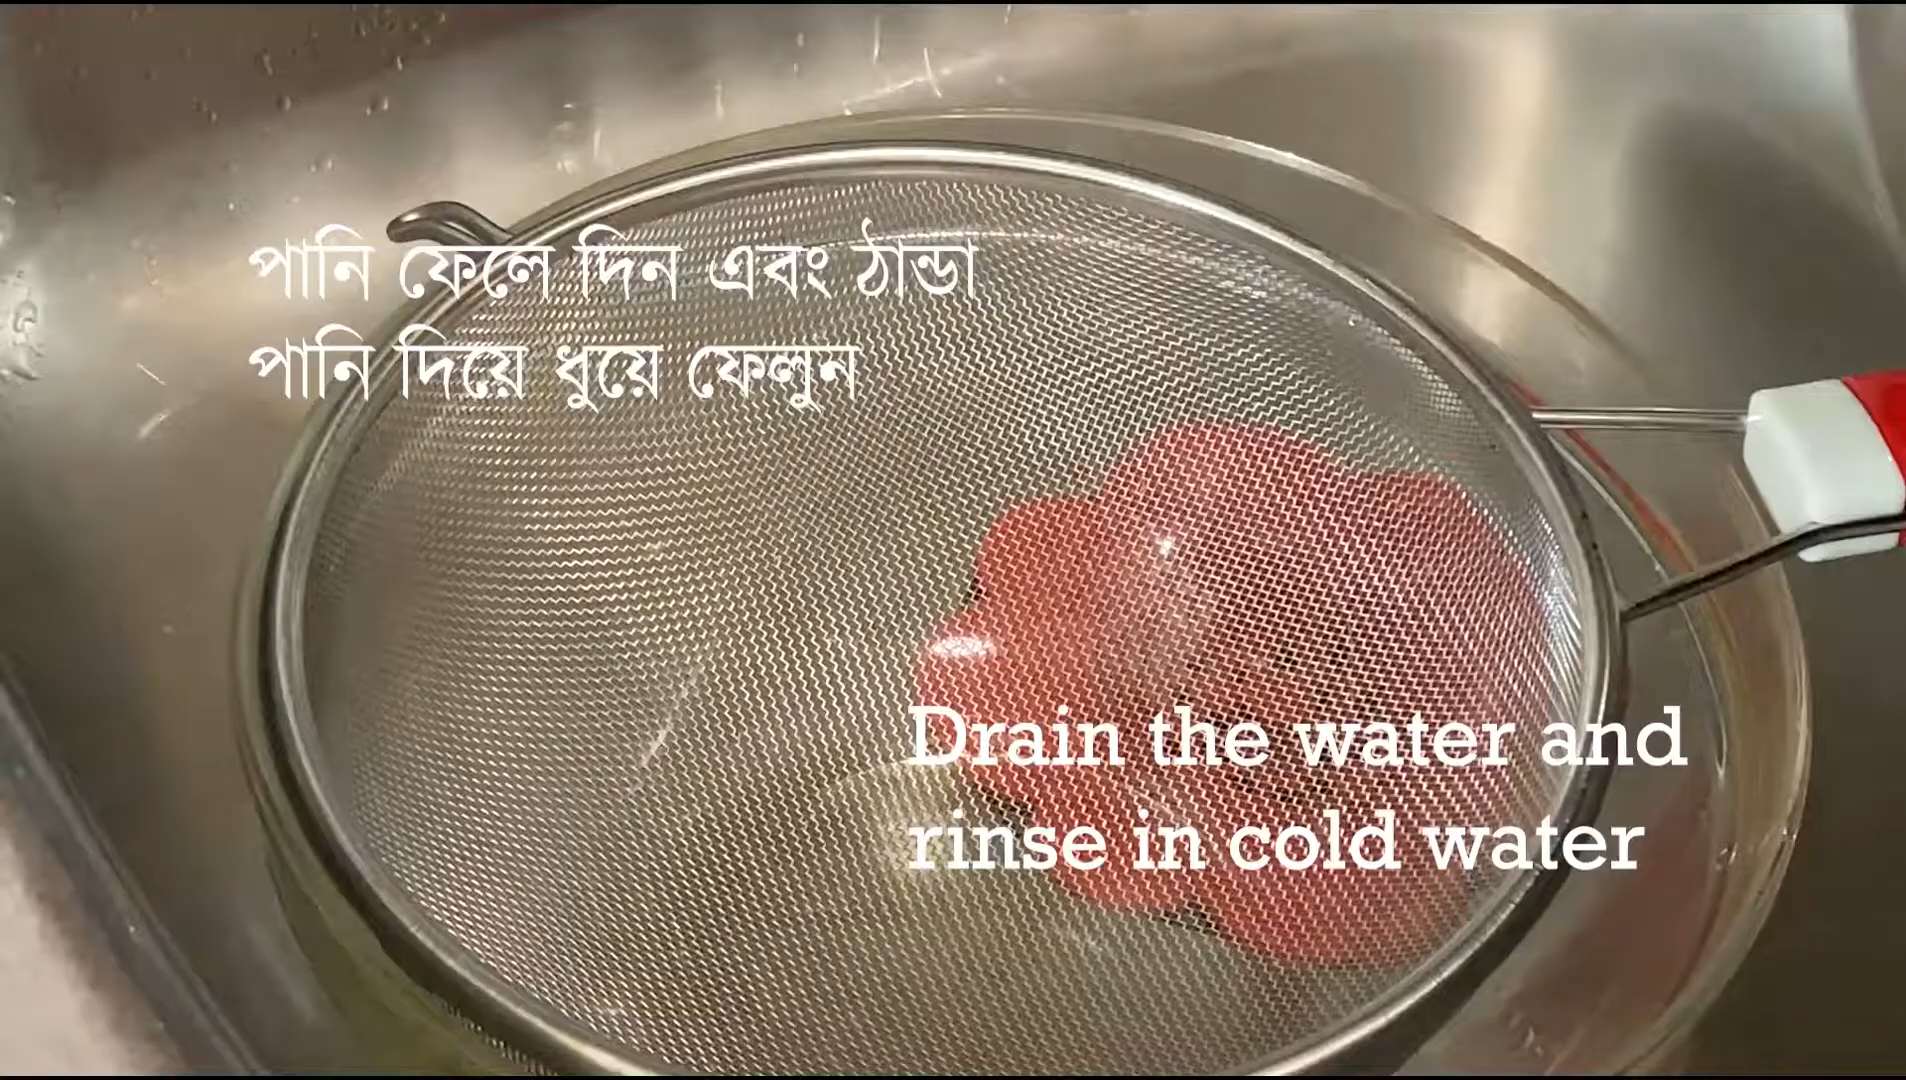 পানি ফেলে দিন এবং ঠান্ডা
পানি দিয়ে ধুয়ে ফেলুন
Drain the water and
rinse in cold water